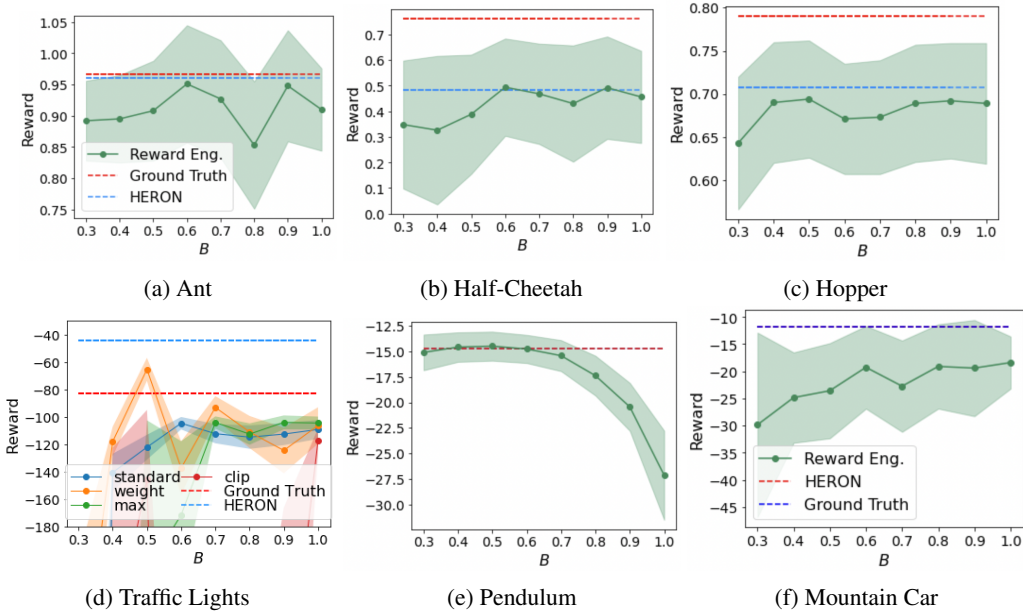 1.05
1.00
0.95
0.90
0.85
0.80
0.75
Reward
Reward Eng.
Ground Truth
HERON
0.3 0.4 0.5 0.6 0.7 0.8 0.9 1.0
B
(a) Ant
0.7
0.6
0.5
0.4
0.3
0.2
0.1
0.0
Reward
0.3 0.4 0.5 0.6 0.7 0.8 0.9 1.0
B
(b) Half-Cheetah
0.80
0.75
0.70
0.65
0.60
Reward
0.3 0.4 0.5 0.6 0.7 0.8 0.9 1.0
B
(c) Hopper
−40
−60
−80
−100
−120
−140
−160
−180
Reward
standard clip
weight Ground Truth
max HERON
0.3 0.4 0.5 0.6 0.7 0.8 0.9 1.0
B
(d) Traffic Lights
−12.5
−15.0
−17.5
−20.0
−22.5
−25.0
−27.5
−30.0
Reward
0.3 0.4 0.5 0.6 0.7 0.8 0.9 1.0
B
(e) Pendulum
−10
−15
−20
−25
−30
−35
−40
−45
Reward
Reward Eng.
HERON
Ground Truth
0.3 0.4 0.5 0.6 0.7 0.8 0.9 1.0
B
(f) Mountain Car